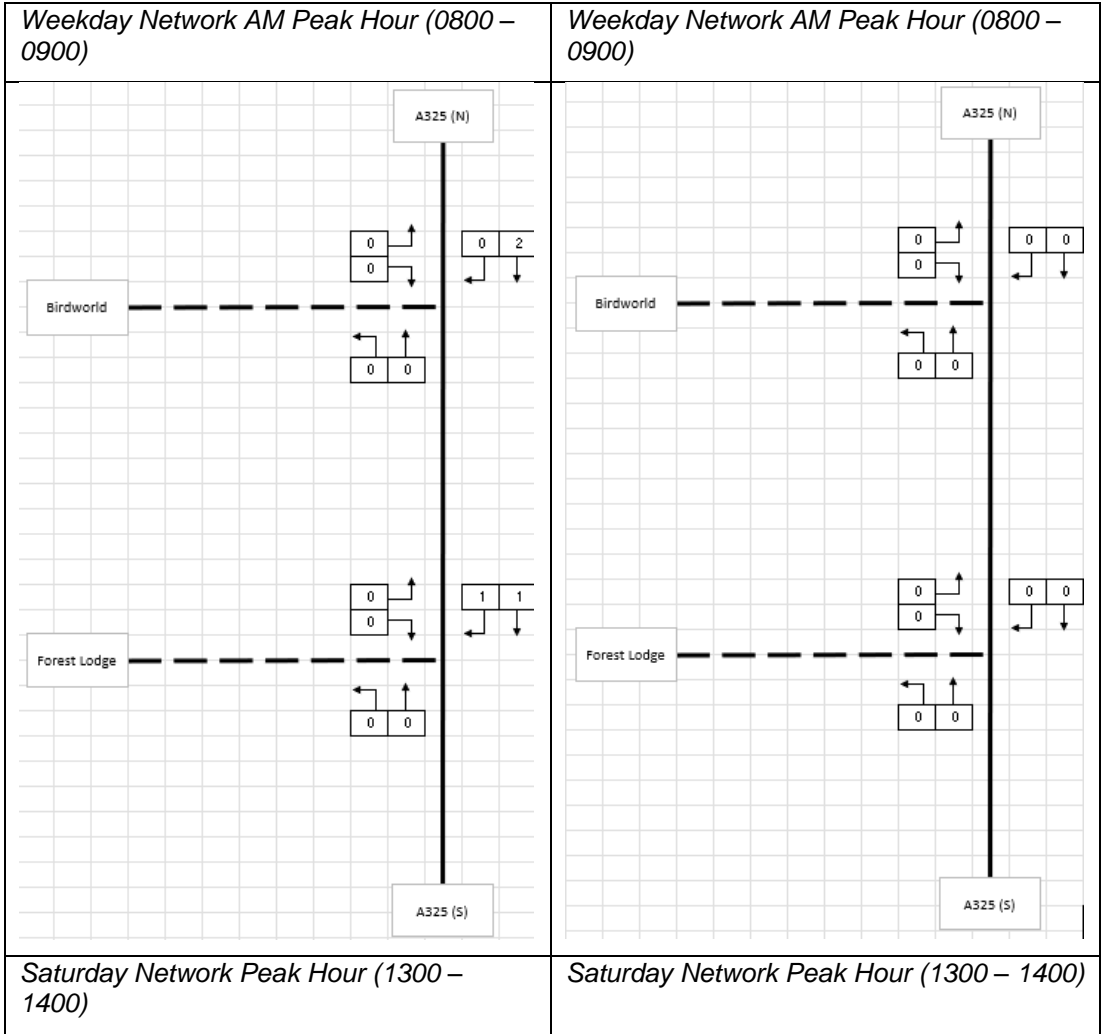 Weekday Network AM Peak Hour (0800 –
0900)
Weekday Network AM Peak Hour (0800 –
0900)
A325 (N)
0
0
0 2
Birdworld
0 0
0
0
1 1
Forest Lodge
0 0
A325 (S)
A325 (N)
0
0
0 0
Birdworld
0 0
0
0
0 0
Forest Lodge
0 0
A325 (S)
Saturday Network Peak Hour (1300 –
1400)
Saturday Network Peak Hour (1300 – 1400)